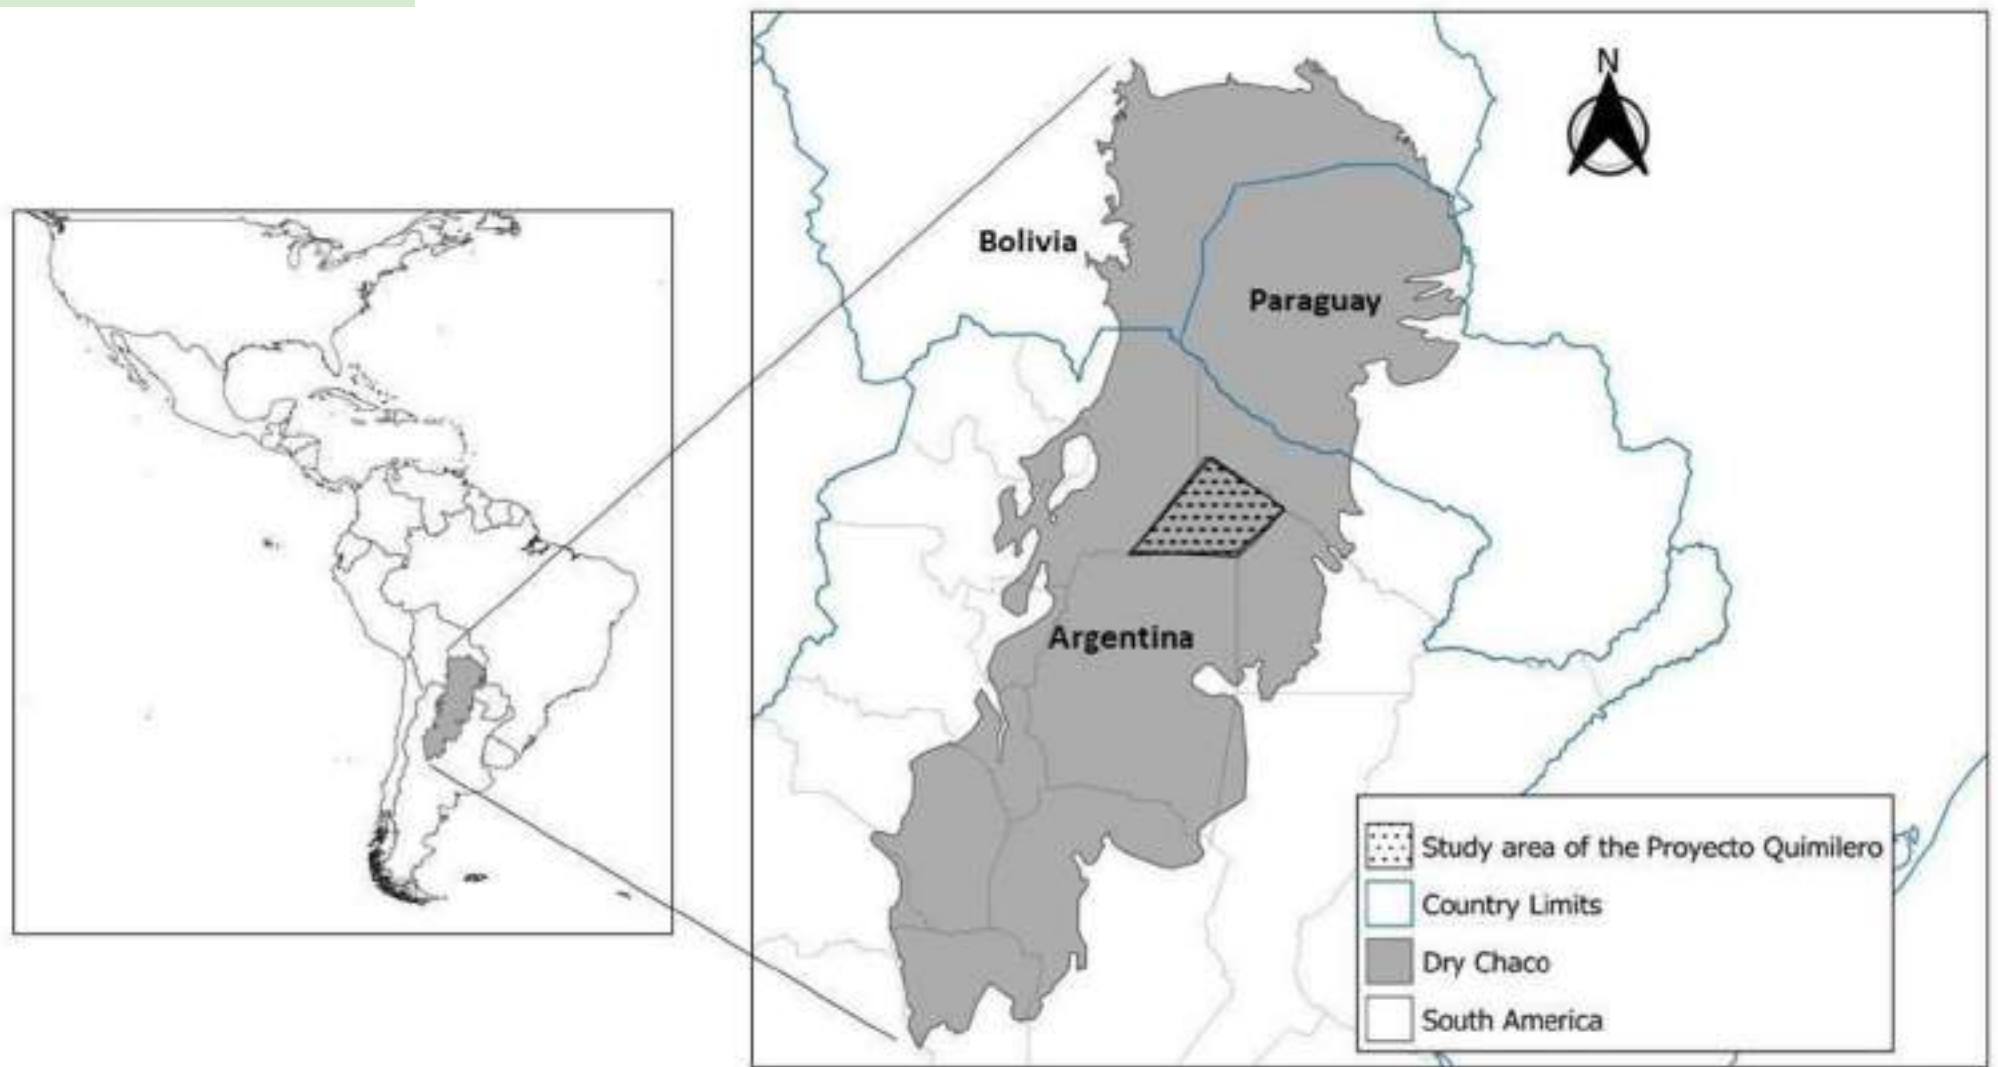 N
Bolivia
Paraguay
Argentina
Study area of the Proyecto Quimilero
Country Limits
Dry Chaco
South America